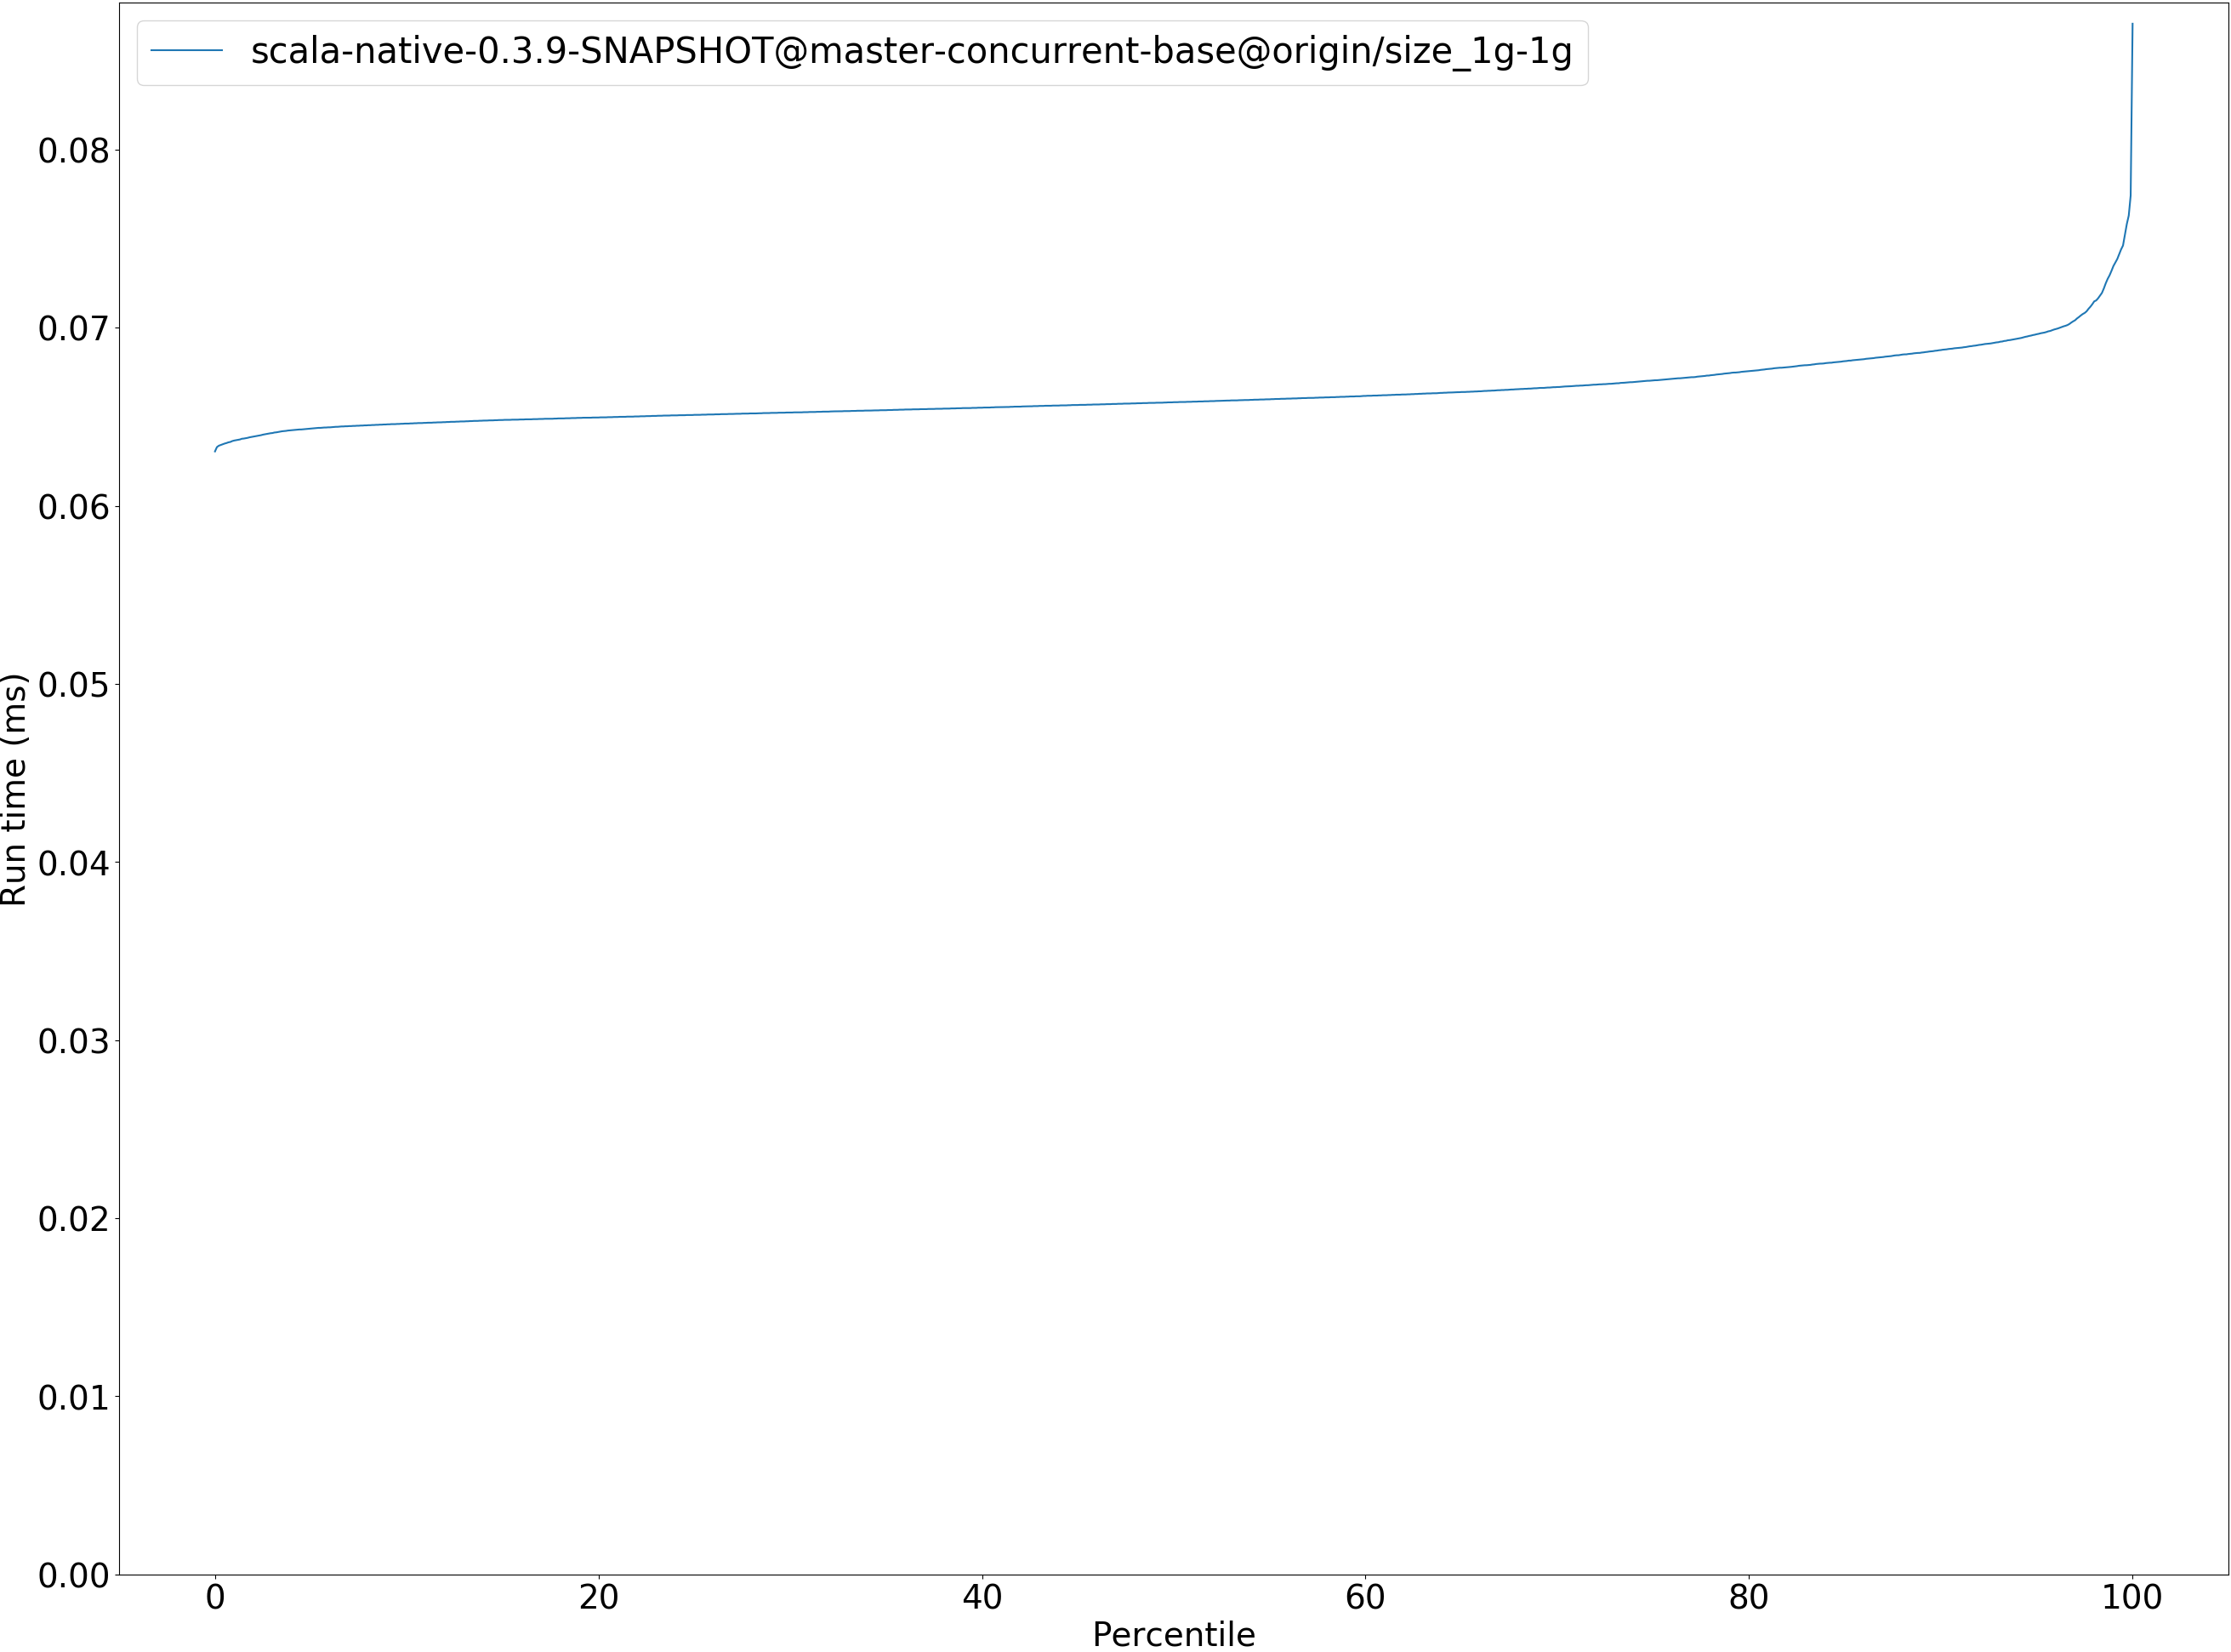 scala-native-0.3.9-SNAPSHOT@master-concurrent-base@origin/size_1g-1g
0.08
0.07
0.06
0.05
0.04
0.03
0.02
0.01
0.00
Run time (ms)
0 20 40 60 80 100
Percentile